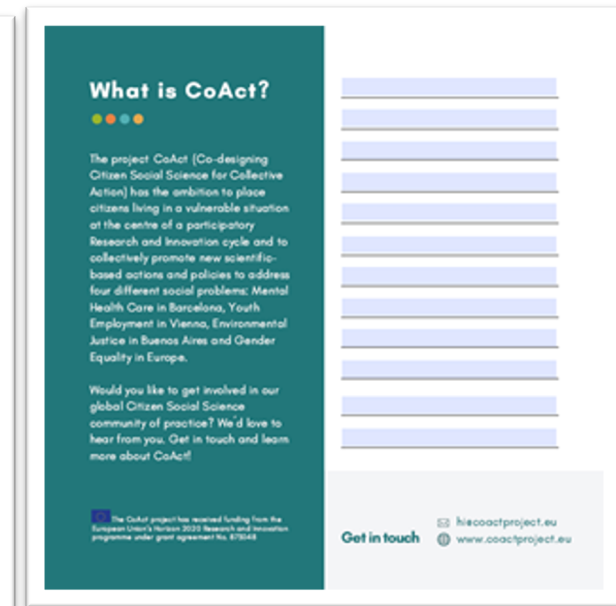 What is CoAct?
The project CoAct (Co-designing
Citizen Social Science for Collective
Action) has the ambition to place
citizens living in a vulnerable situation
at the centre of a participatory
Research and Innovation cycle and to
collectively promote new scientific-
based actions and policies to address
four different social problems: Mental
Health Care in Barcelona, Youth
Employment in Vienna, Environmental
Justice in Buenos Aires and Gender
Equality in Europe.
Would you like to get involved in our
global Citizen Social Science
community of practice? We'd love to
hear from you. Get in touch and learn
more about CoAct!
The CoAct project has received funding from the
European Union's Horizon 2020 Research and Innovation
programme under grant agreement No. 873048
Get in touch
hiecoactproject.eu
www.coactproject.eu